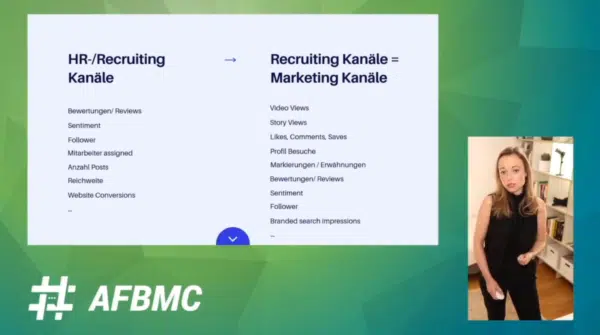 HR-/Recruiting
Kanäle
→
Recruiting Kanäle =
Marketing Kanäle
Bewertungen/ Reviews
Sentiment
Follower
Mitarbeiter assigned
Anzahl Posts
Reichweite
Website Conversions
...
Video Views
Story Views
Likes, Comments, Saves
Profil Besuche
Markierungen / Erwähnungen
Bewertungen/ Reviews
Sentiment
Follower
Branded search impressions
...
# AFBMC